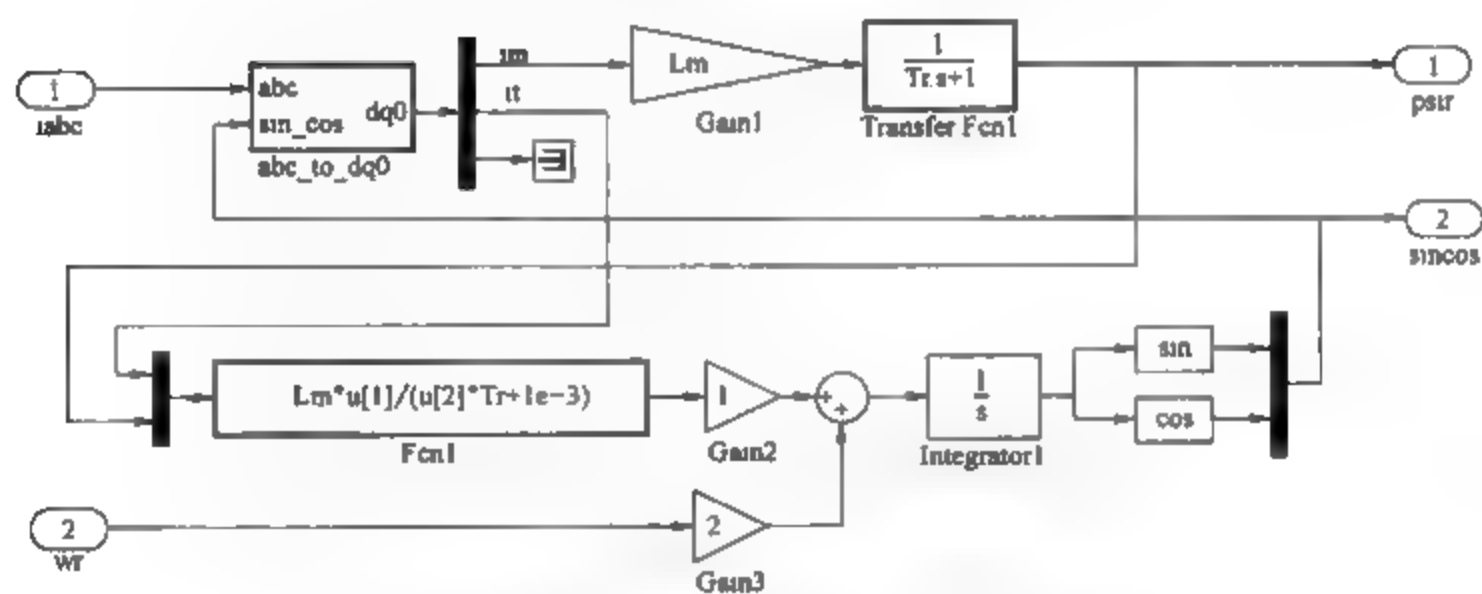 1
iabc
abc
sin_cos
dq0
abc_to_dq0
im
it
Lm
Gain1
1
Tr.s+1
Transfer Fcn1
1
psir
2
sincos
Lm*u[1]/(u[2]*Tr+1e-3)
Fcn1
1
Gain2
1
s
Integrator1
sin
cos
2
wr
2
Gain3
+
+